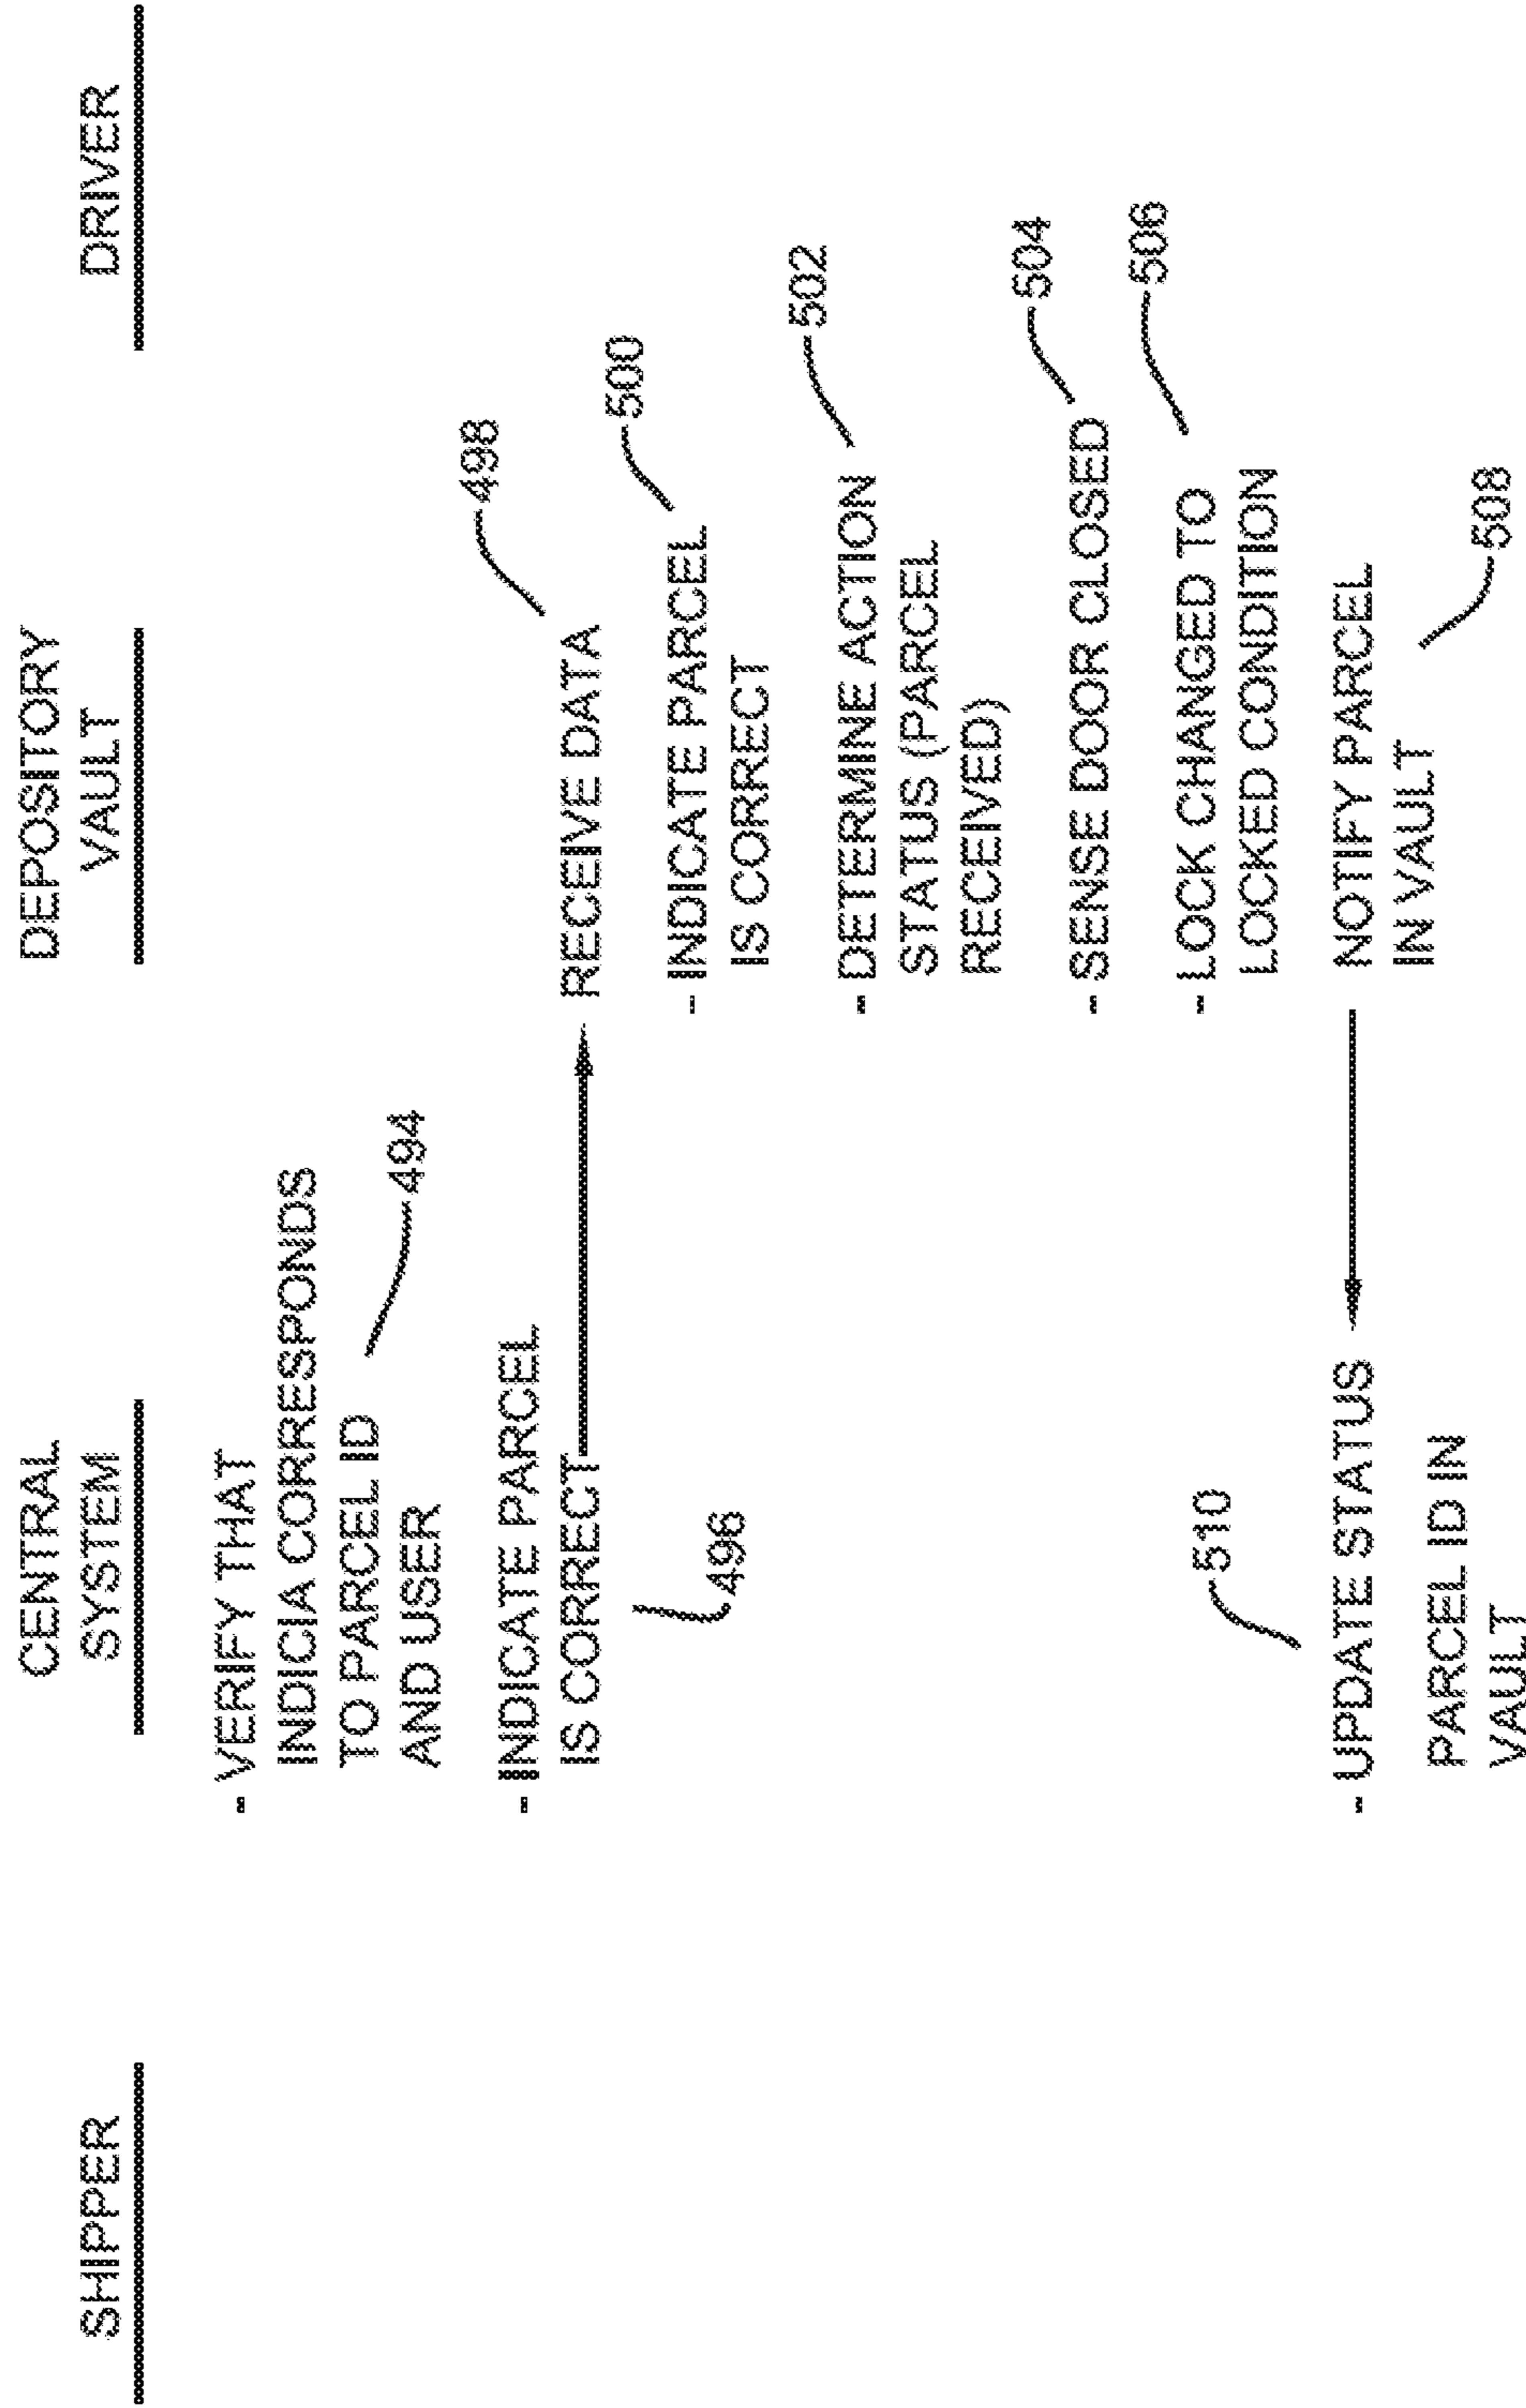 SHIPPER
CENTRAL
SYSTEM
DEPOSITORY
VAULT
DRIVER
- VERIFY THAT
INDICIA CORRESPONDS
TO PARCEL ID
AND USER
494
- INDICATE PARCEL
IS CORRECT
496
RECEIVE DATA
498
- INDICATE PARCEL
IS CORRECT
500
- DETERMINE ACTION
STATUS (PARCEL
RECEIVED)
502
- SENSE DOOR CLOSED
504
- LOCK CHANGED TO
LOCKED CONDITION
506
NOTIFY PARCEL
IN VAULT
508
510
- UPDATE STATUS
PARCEL ID IN
VAULT